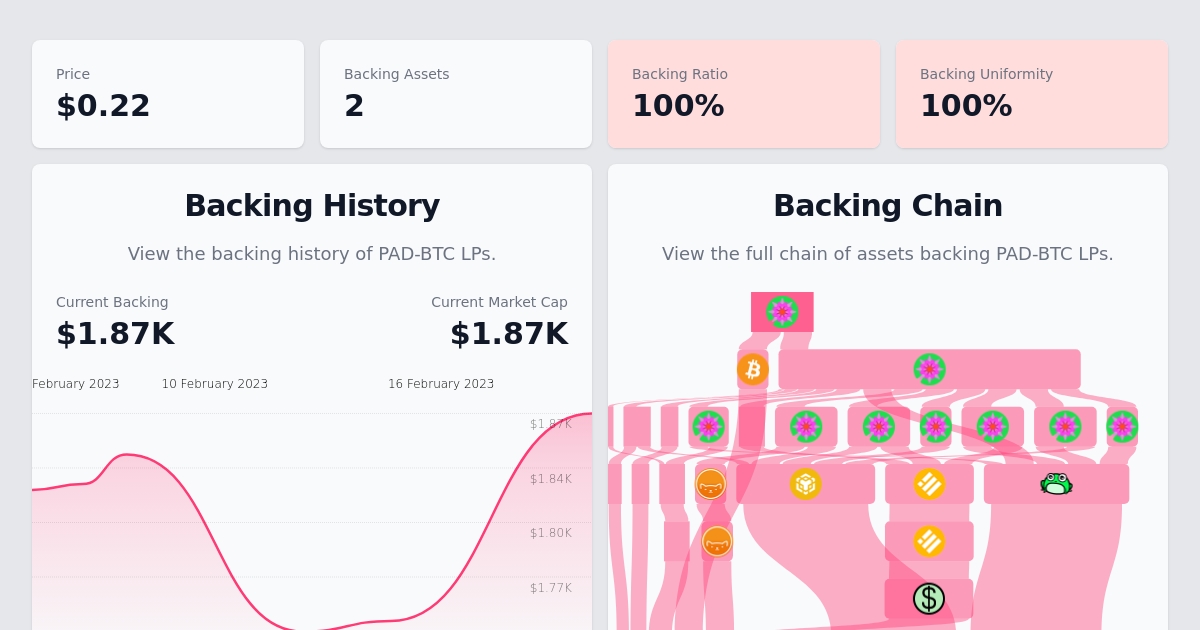 Price
$0.22
Backing Assets
2
Backing Ratio
100%
Backing Uniformity
100%
Backing History
View the backing history of PAD-BTC LPs.
Current Backing
$1.87K
Current Market Cap
$1.87K
February 2023
10 February 2023
16 February 2023
$1.87K
$1.84K
$1.80K
$1.77K
Backing Chain
View the full chain of assets backing PAD-BTC LPs.